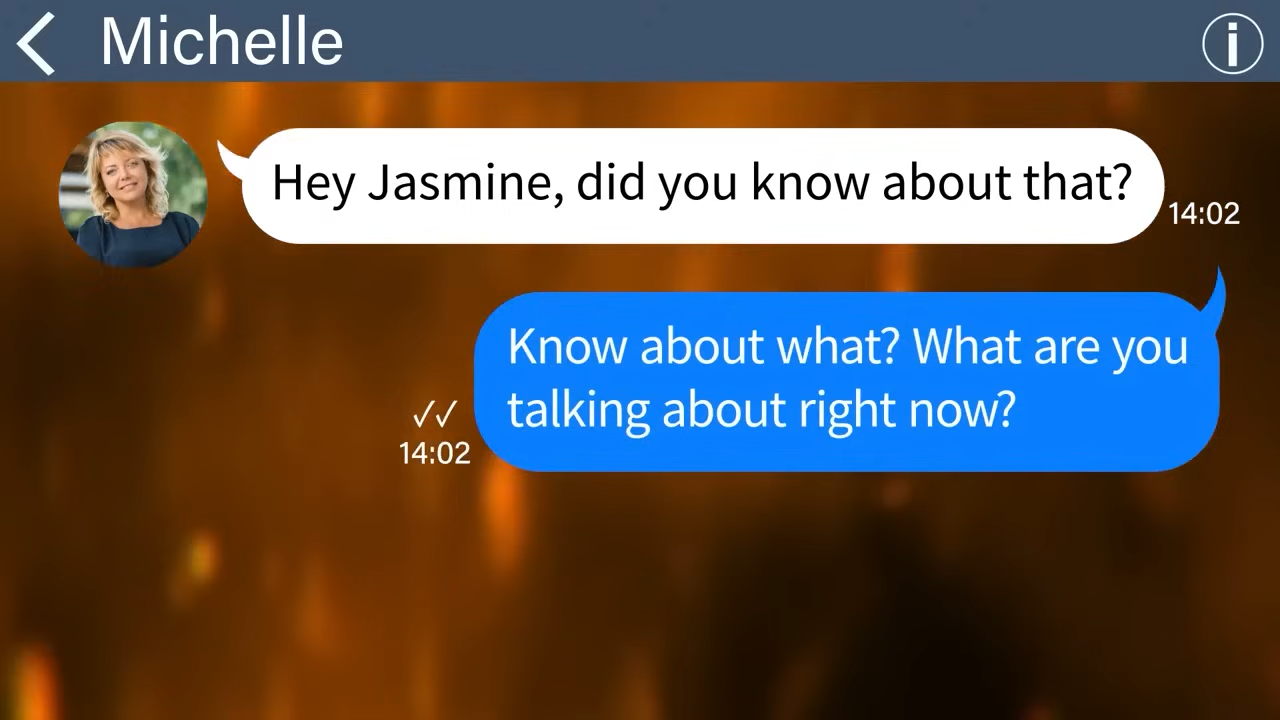 Michelle
Hey Jasmine, did you know about that?
14:02
Know about what? What are you
talking about right now?
14:02